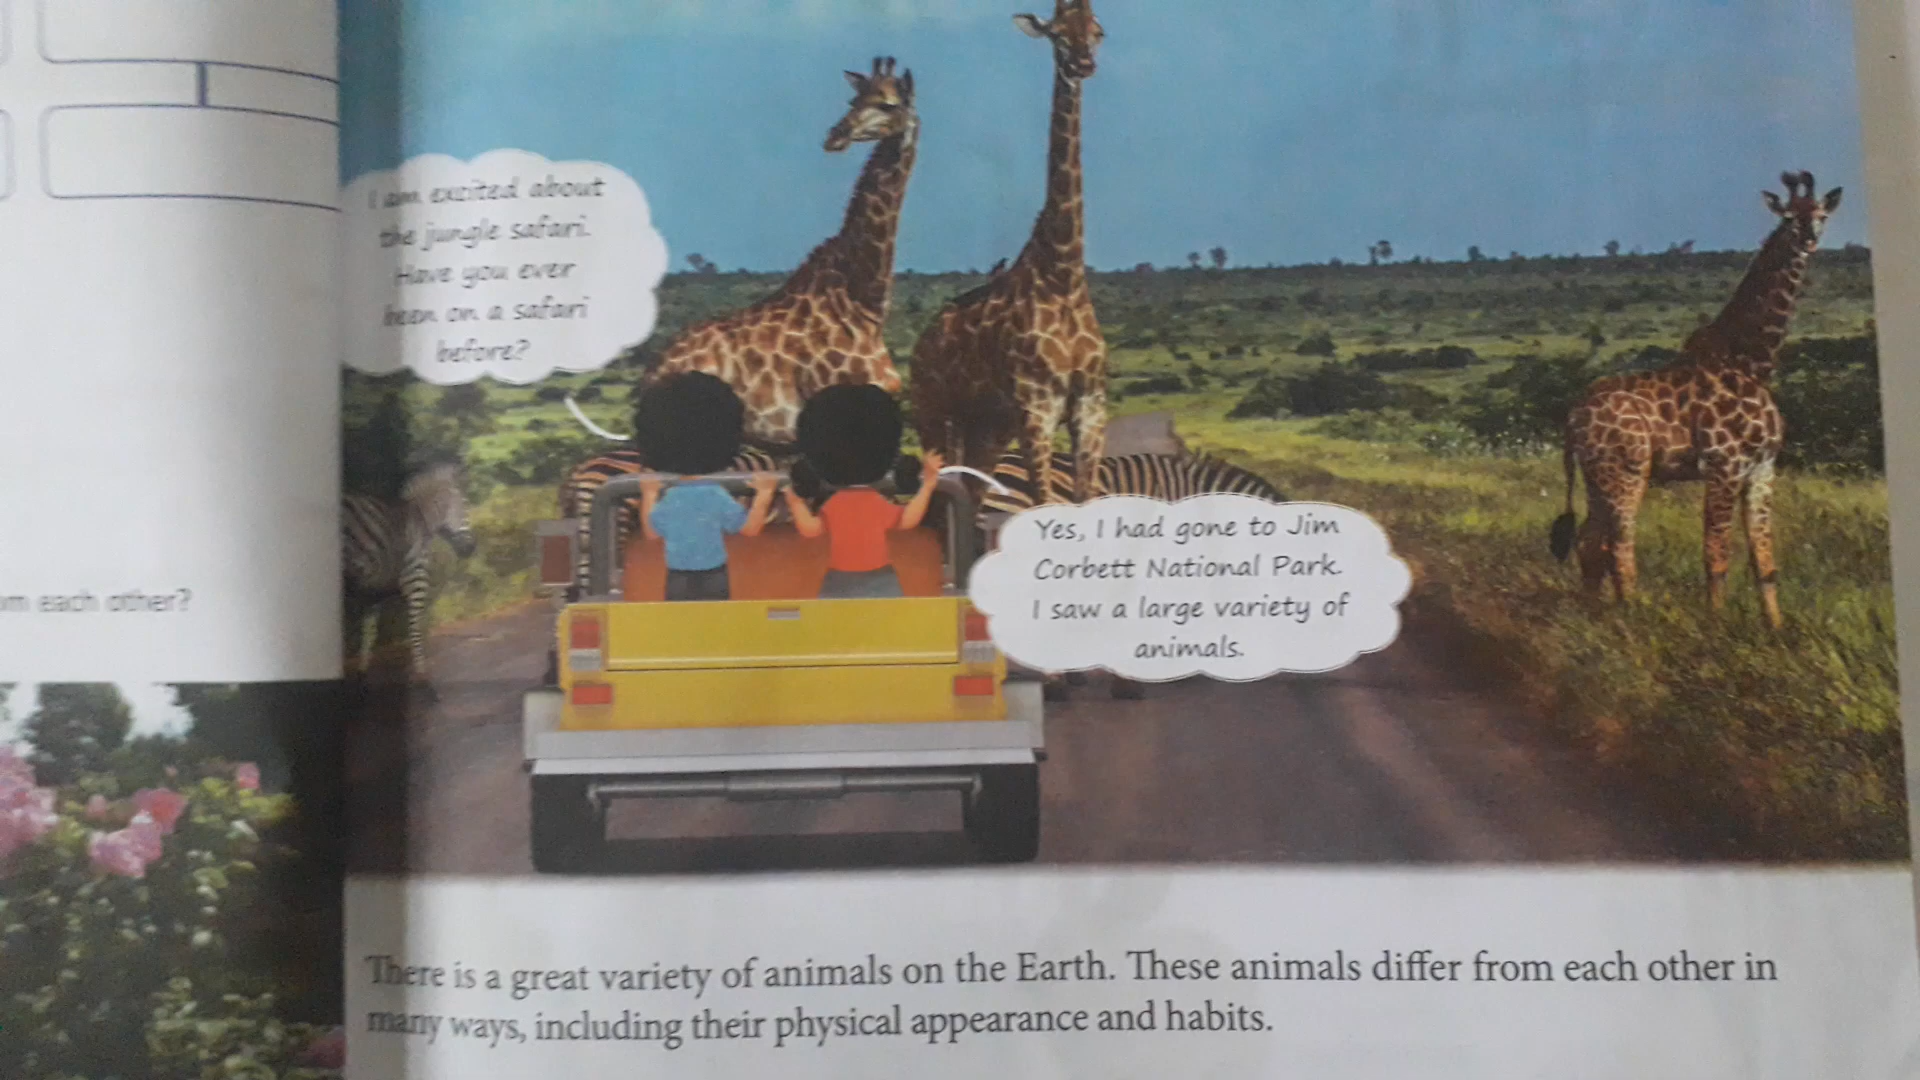 I am excited about
the jungle safari.
Have you ever
been on a safari
before?
Yes, I had gone to Jim
Corbett National Park.
I saw a large variety of
animals.
each other?
There is a great variety of animals on the Earth. These animals differ from each other in
many ways, including their physical appearance and habits.